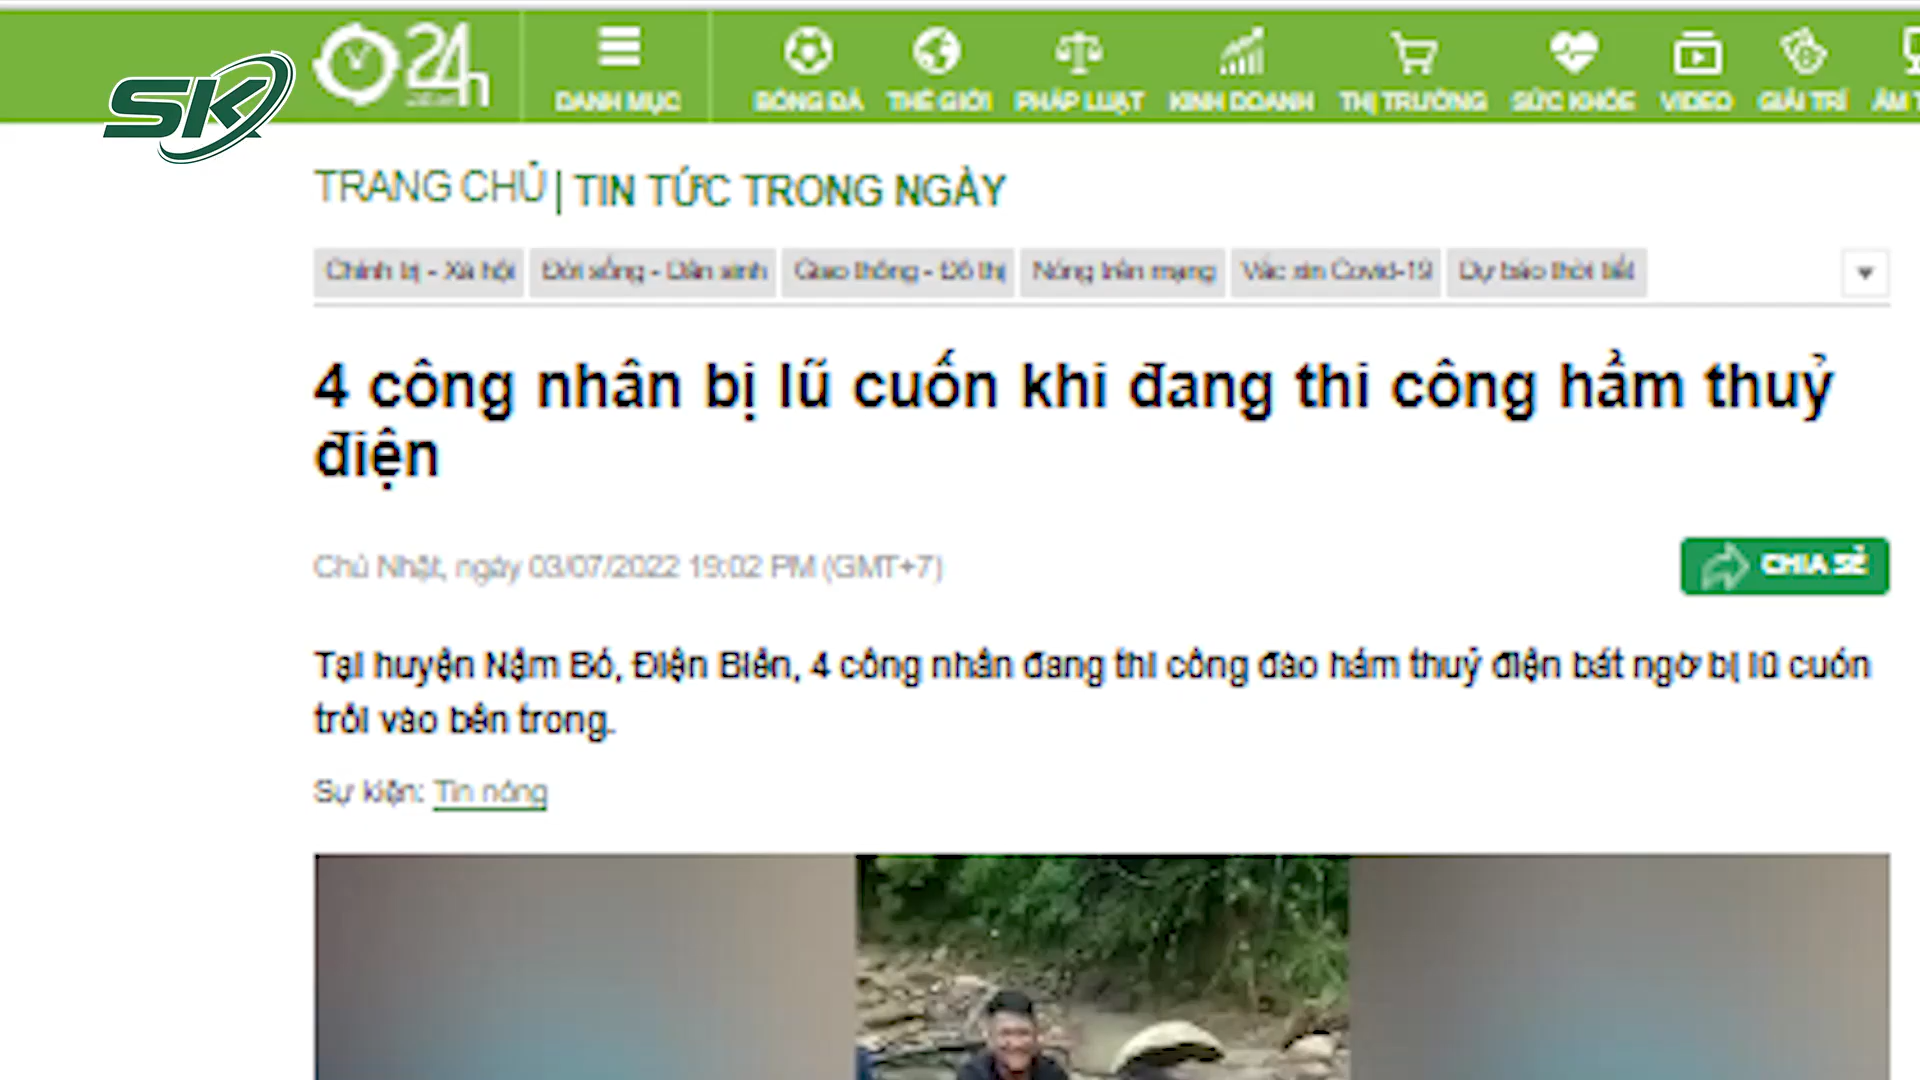 SK
24h
DANH MỤC
BÓNG ĐÁ
THẾ GIỚI
PHÁP LUẬT
KINH DOANH
THỊ TRƯỜNG
SỨC KHỎE
VIDEO
GIẢI TRÍ
ẨM T
TRANG CHỦ | TIN TỨC TRONG NGÀY
Chính trị - Xã hội
Đời sống - Dân sinh
Giao thông - Đô thị
Nóng trên mạng
Vắc xin Covid-19
Dự báo thời tiết
4 công nhân bị lũ cuốn khi đang thi công hầm thuỷ
điện
Chủ Nhật, ngày 03/07/2022 19:02 PM (GMT+7)
CHIA SẺ
Tại huyện Nậm Bồ, Điện Biên, 4 công nhân đang thi công đào hầm thuỷ điện bất ngờ bị lũ cuốn
trôi vào bên trong.
Sự kiện: Tin nóng